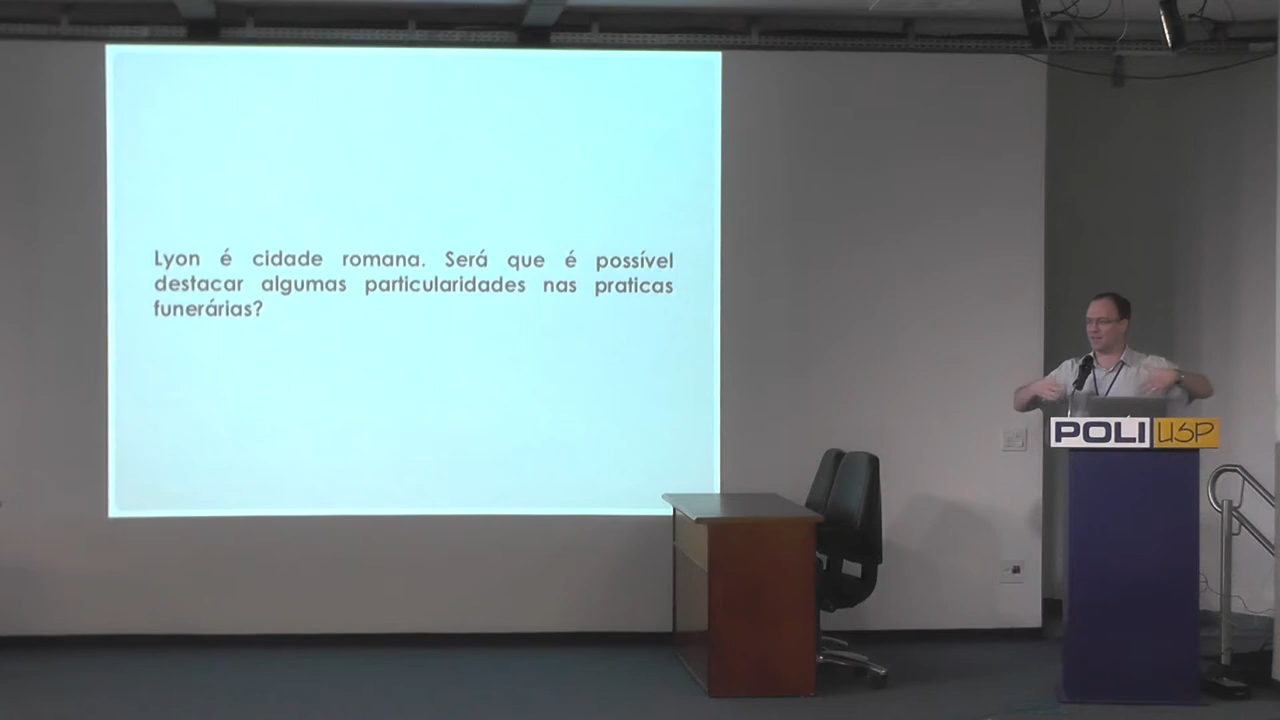 Lyon é cidade romana. Será que é possível
destacar algumas particularidades nas praticas
funerárias?
POLI USP